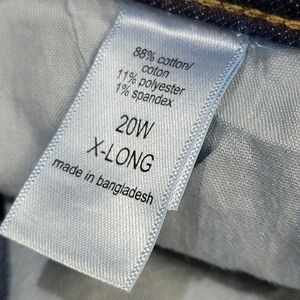 88% cotton/
coton
11% polyester
1% spandex
20W
X-LONG
made in bangladesh